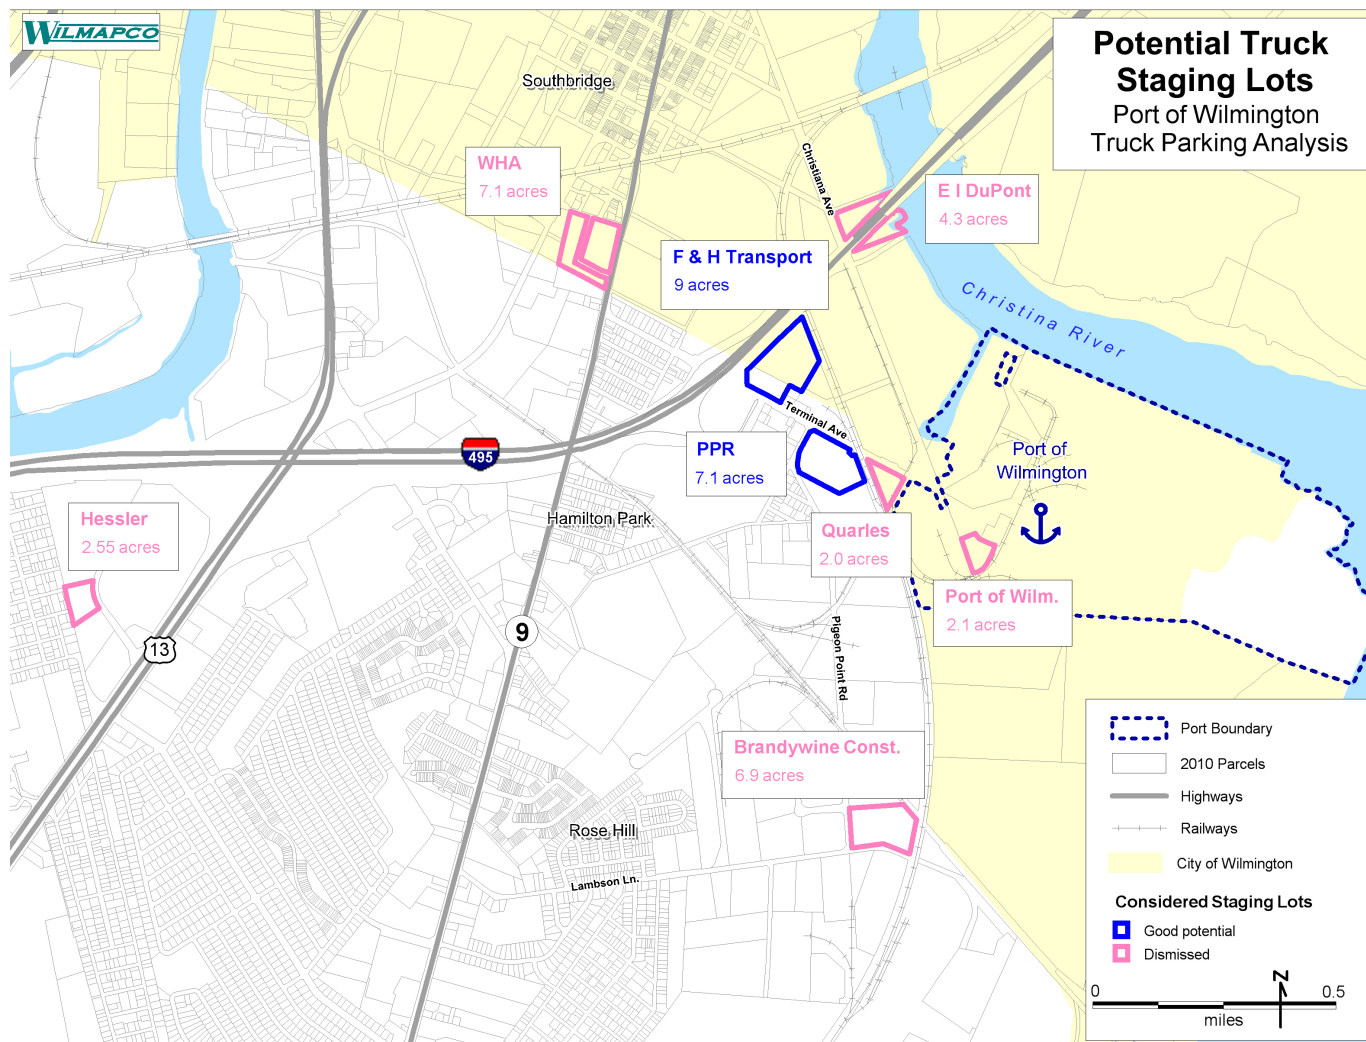 WILMAPCO
Potential Truck
Staging Lots
Port of Wilmington
Truck Parking Analysis
Southbridge
WHA
7.1 acres
Christiana Ave
E I DuPont
4.3 acres
F & H Transport
9 acres
Christina River
Terminal Ave
PPR
7.1 acres
Port of
Wilmington
495
Hessler
2.55 acres
Hamilton Park
Quarles
2.0 acres
Port of Wilm.
2.1 acres
9
13
Pigeon Point Rd
Brandywine Const.
6.9 acres
Rose Hill
Lambson Ln.
Port Boundary
2010 Parcels
Highways
Railways
City of Wilmington
Considered Staging Lots
Good potential
Dismissed
N
0 0.5
miles